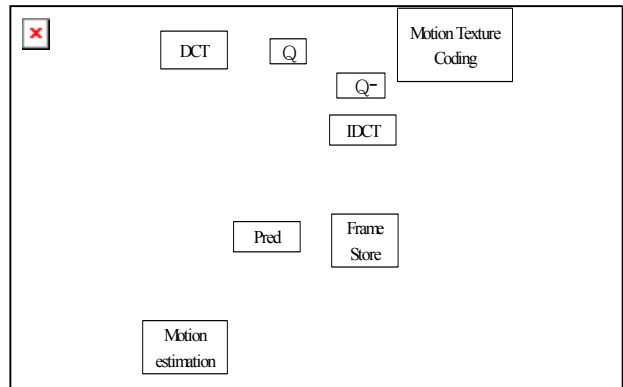 DCT
Q
Motion Texture
Coding
Q-
IDCT
Pred
Frame
Store
Motion
estimation